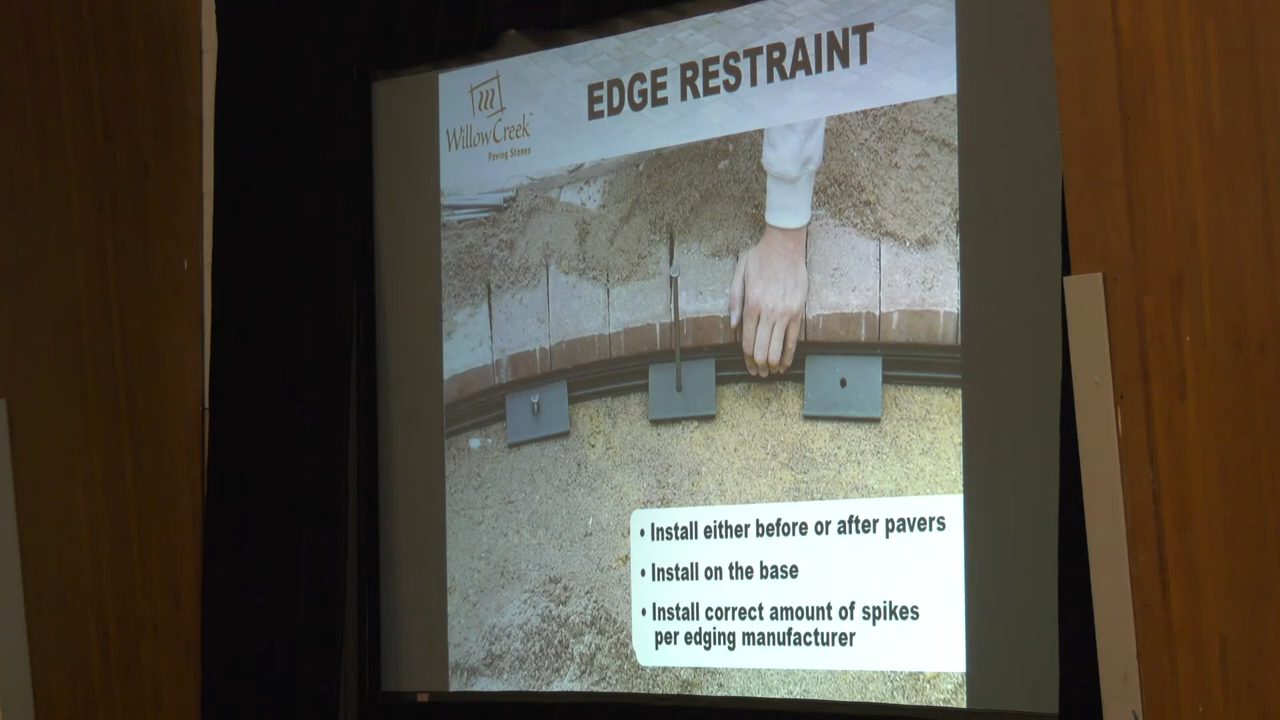 EDGE RESTRAINT
WillowCreek
Paving Stones
• Install either before or after pavers
• Install on the base
• Install correct amount of spikes
per edging manufacturer